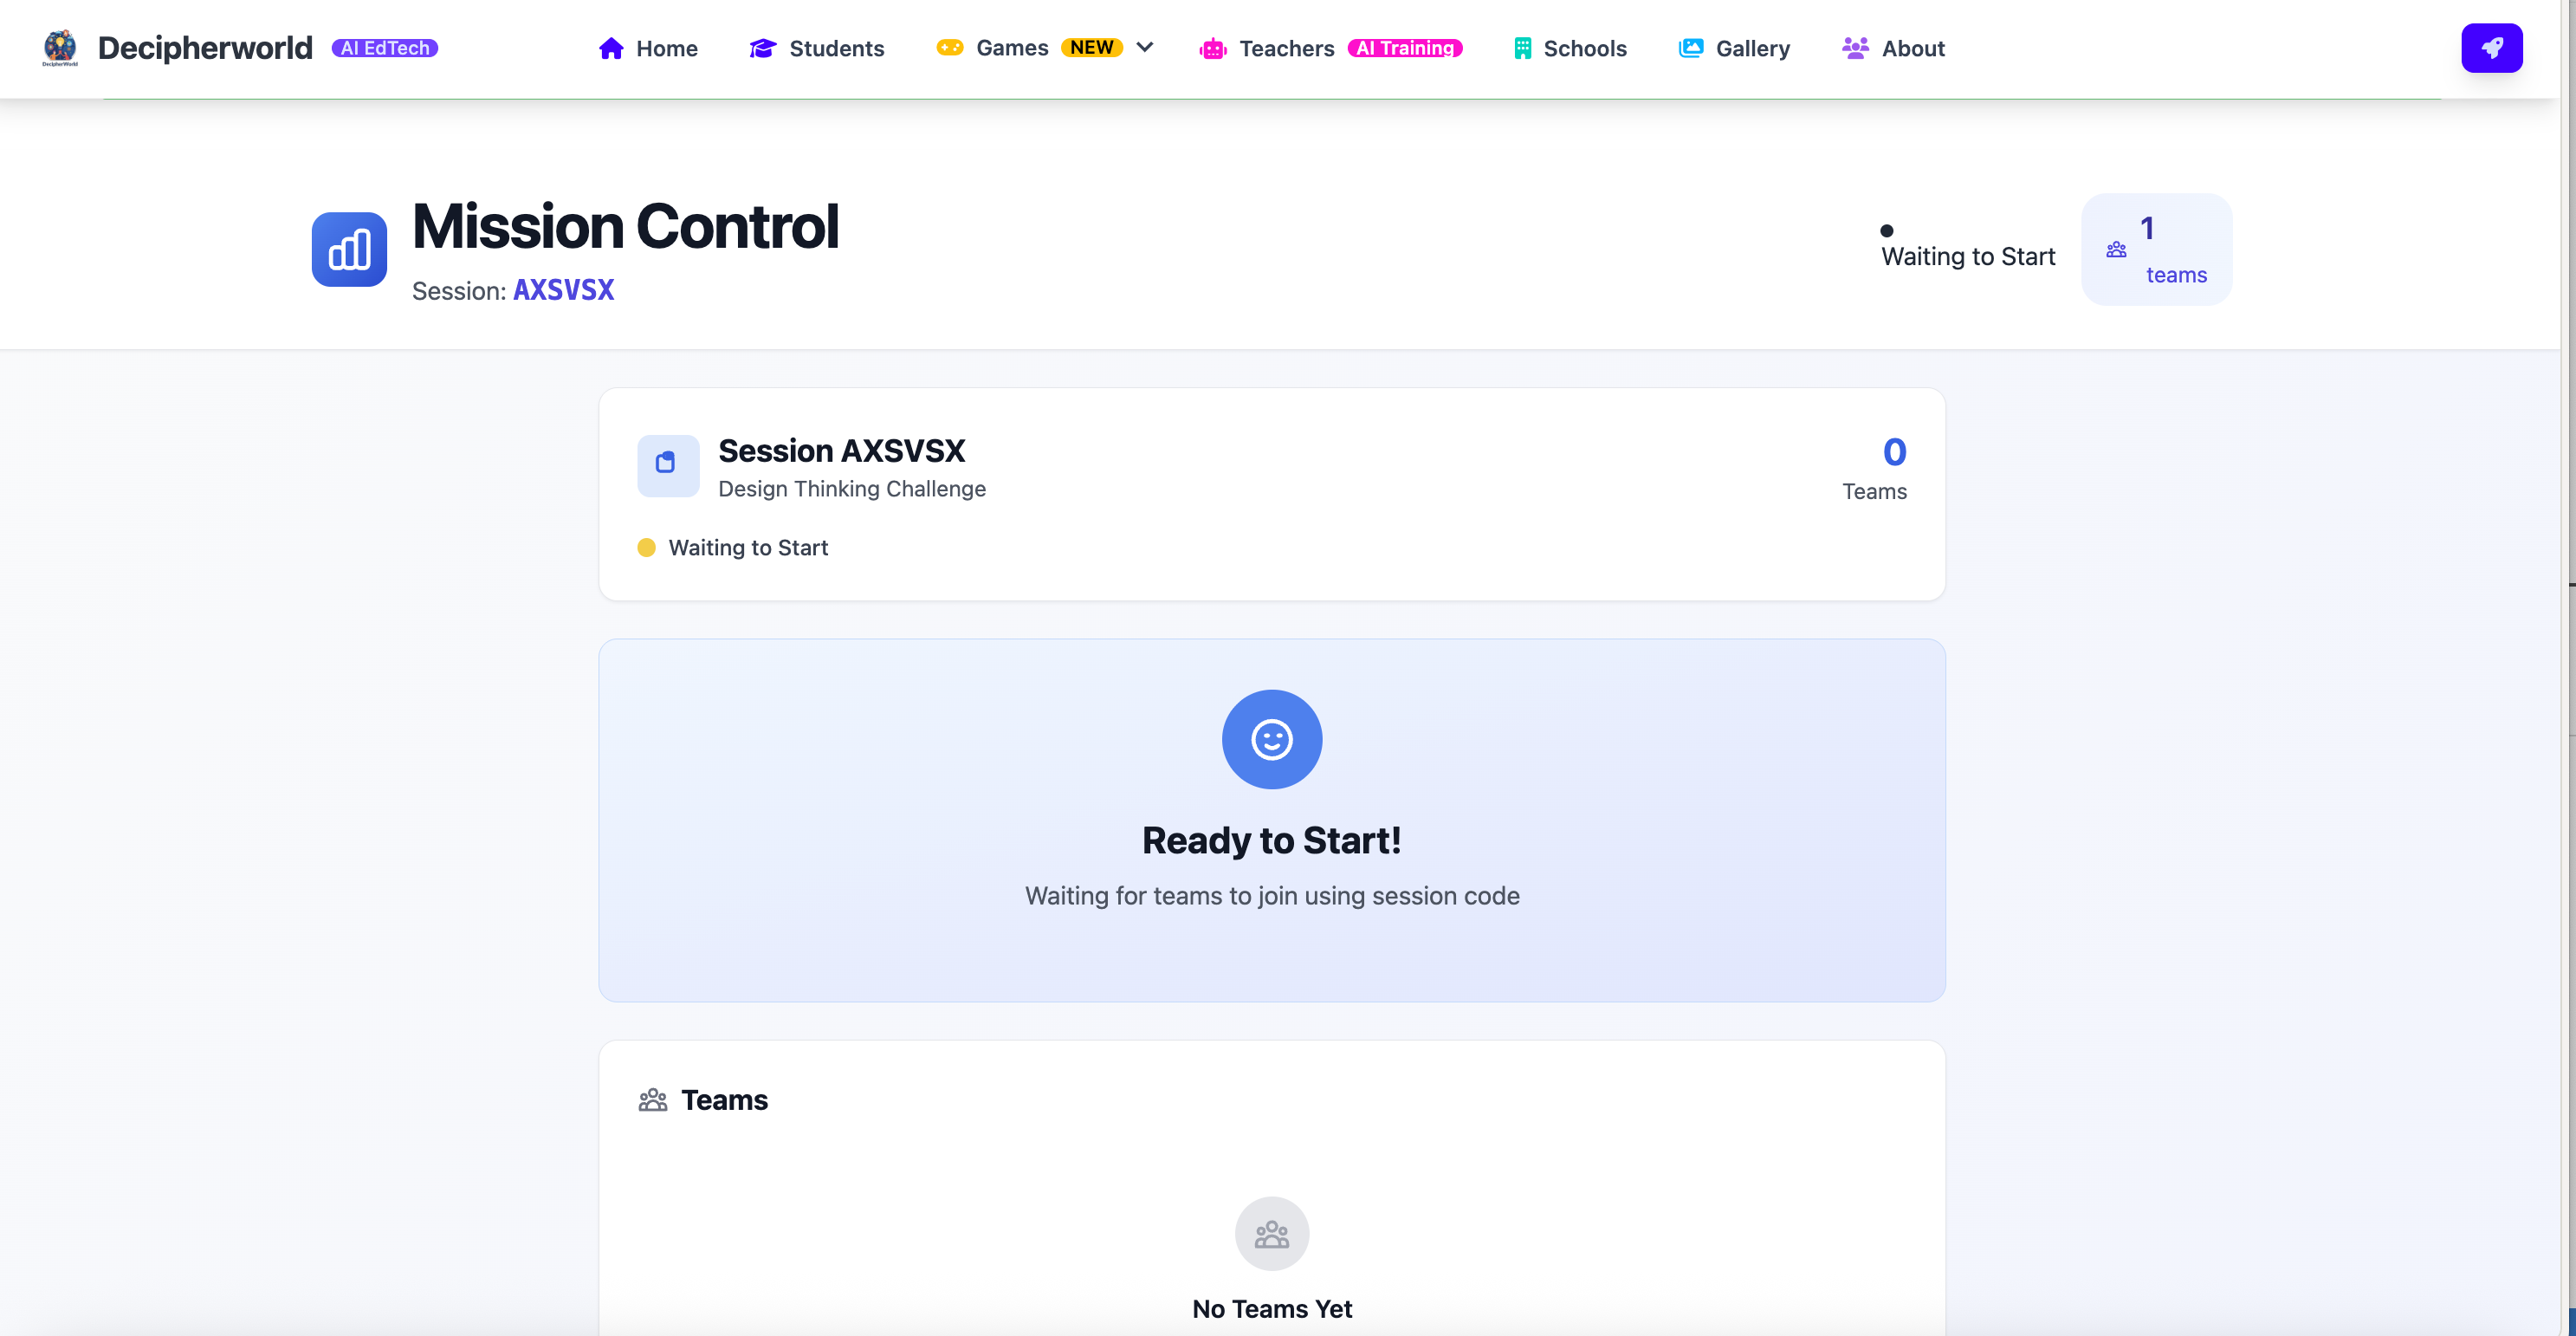 Decipherworld AI EdTech Home Students Games NEW Teachers AI Training Schools Gallery About
Mission Control
Session: AXSVSX
Waiting to Start
1
teams
Session AXSVSX
Design Thinking Challenge
0
Teams
Waiting to Start
Ready to Start!
Waiting for teams to join using session code
Teams
No Teams Yet